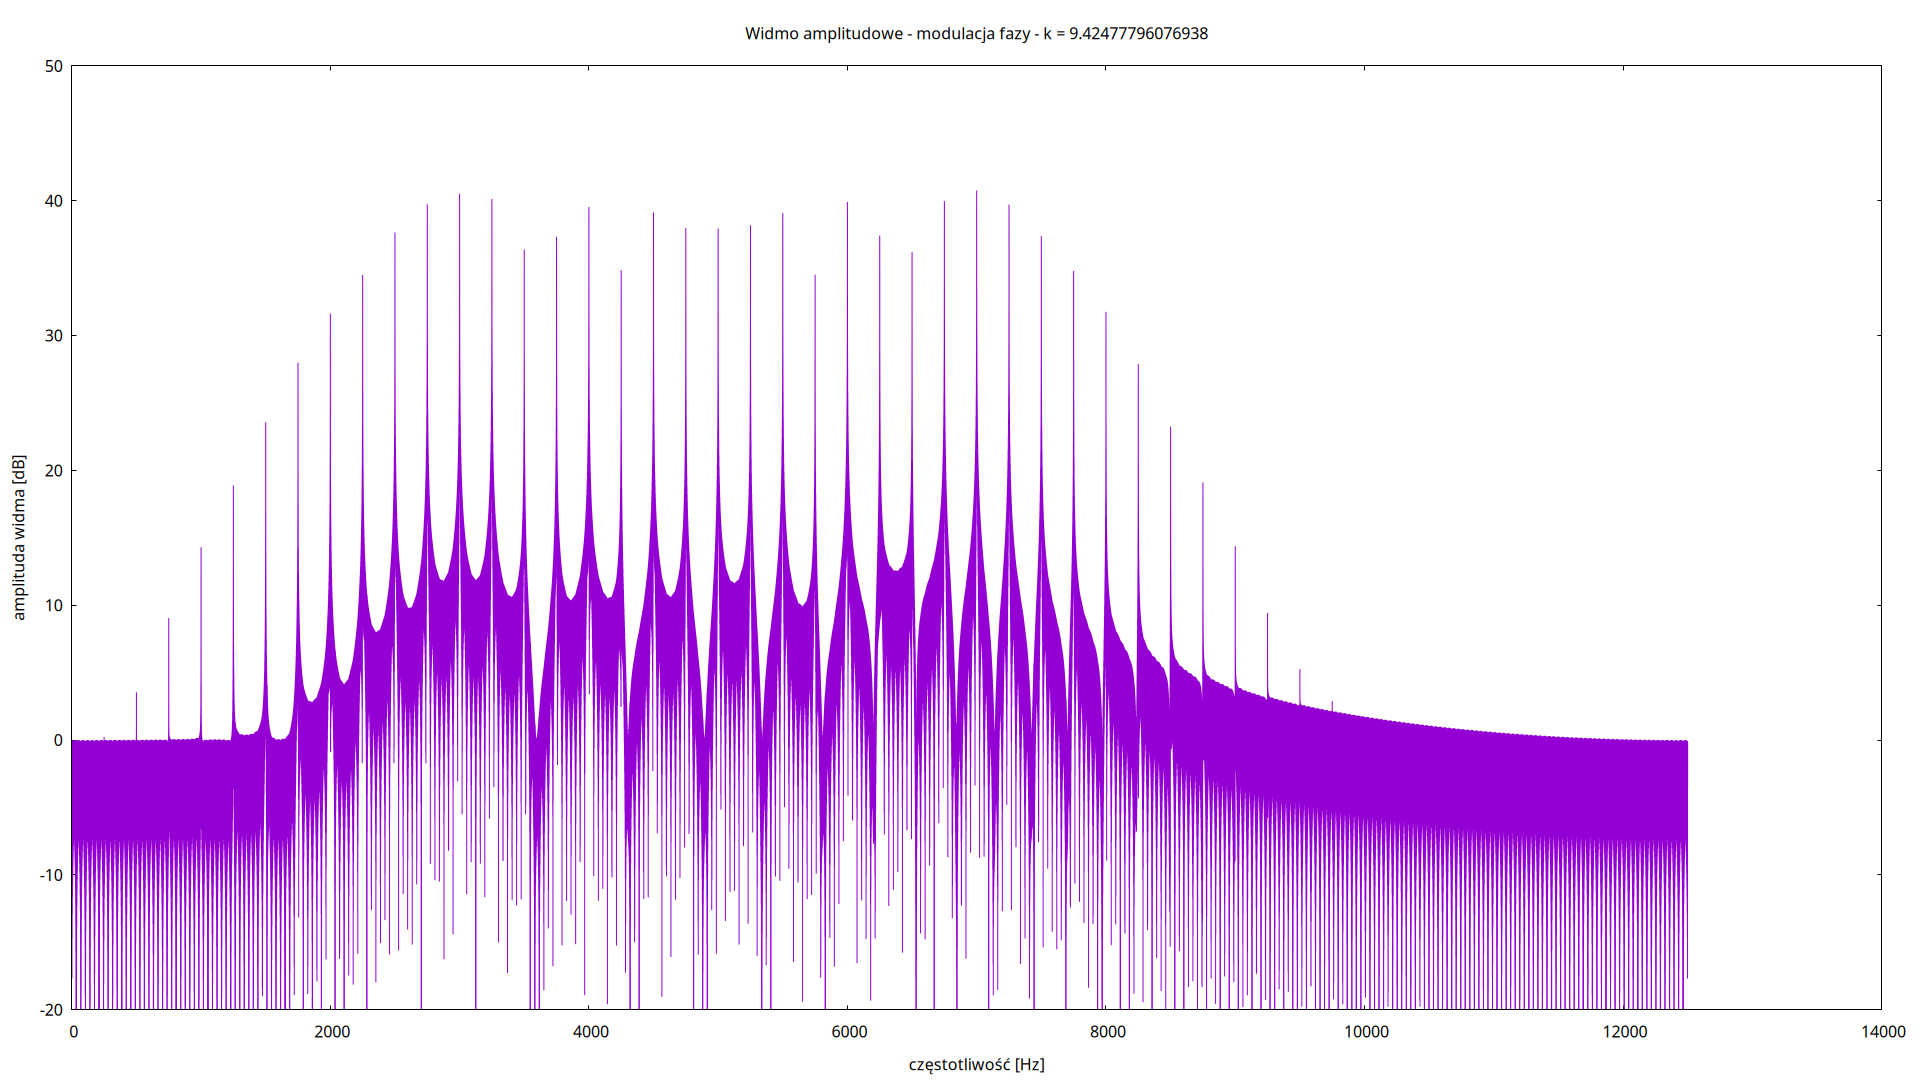 Widmo amplitudowe - modulacja fazy - k = 9.42477796076938
50
40
30
20
10
0
-10
-20
amplituda widma [dB]
0 2000 4000 6000 8000 10000 12000 14000
częstotliwość [Hz]